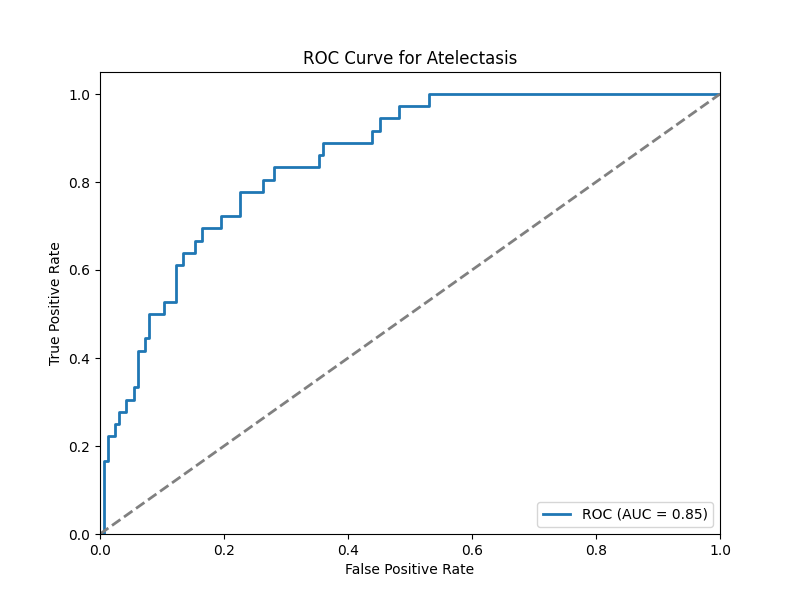 ROC Curve for Atelectasis
1.0
0.8
0.6
0.4
0.2
0.0
True Positive Rate
ROC (AUC = 0.85)
0.0 0.2 0.4 0.6 0.8 1.0
False Positive Rate